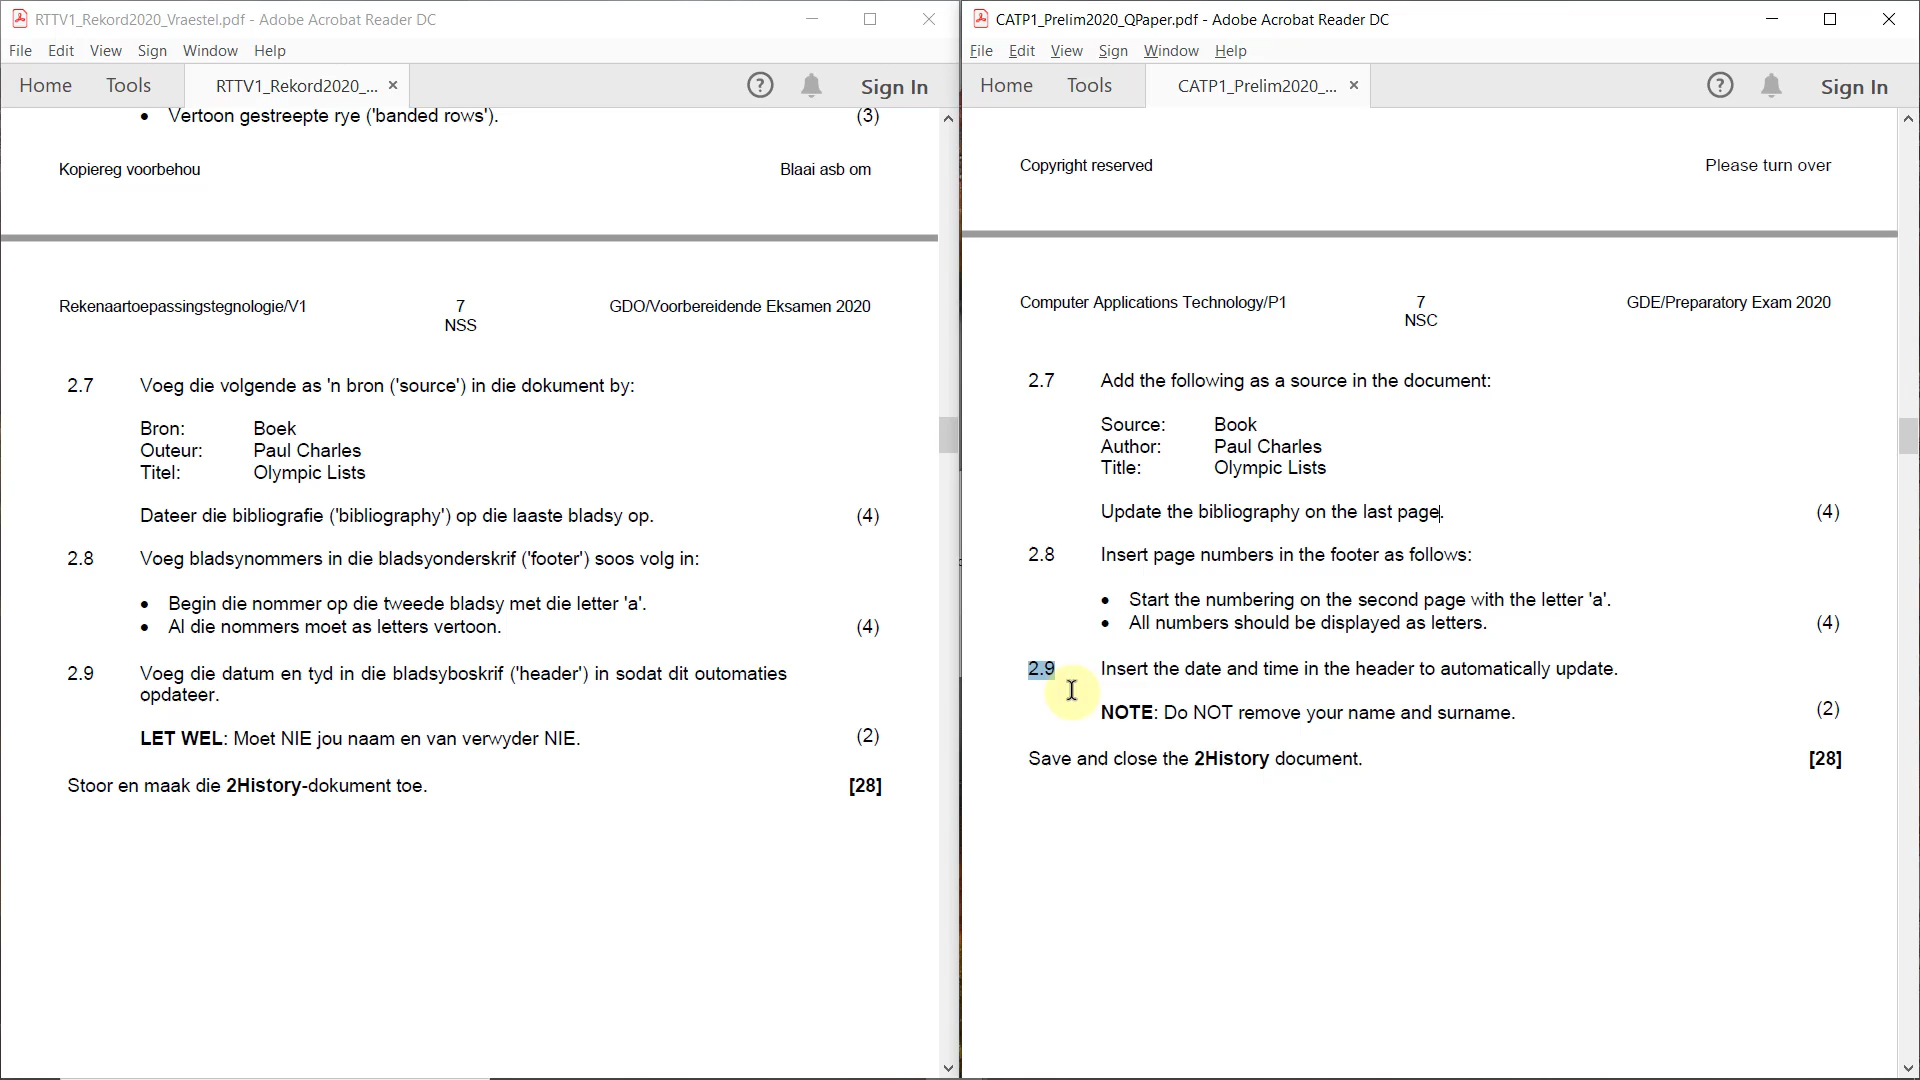 RTTV1_Rekord2020_Vraestel.pdf - Adobe Acrobat Reader DC
File Edit View Sign Window Help
Home Tools RTTV1_Rekord2020_... × ? Sign In
• Vertoon gestreepte rye ('banded rows'). (3)
Kopiereg voorbehou Blaai asb om
Rekenaartoepassingstegnologie/V1 7 GDO/Voorbereidende Eksamen 2020
NSS
2.7 Voeg die volgende as 'n bron ('source') in die dokument by:
Bron: Boek
Outeur: Paul Charles
Titel: Olympic Lists
Dateer die bibliografie ('bibliography') op die laaste bladsy op. (4)
2.8 Voeg bladsynommers in die bladsyonderskrif ('footer') soos volg in:
• Begin die nommer op die tweede bladsy met die letter 'a'.
• Al die nommers moet as letters vertoon. (4)
2.9 Voeg die datum en tyd in die bladsyboskrif ('header') in sodat dit outomaties
opdateer.
LET WEL: Moet NIE jou naam en van verwyder NIE. (2)
Stoor en maak die 2History-dokument toe. [28]
CATP1_Prelim2020_QPaper.pdf - Adobe Acrobat Reader DC
File Edit View Sign Window Help
Home Tools CATP1_Prelim2020_... × ? Sign In
Copyright reserved Please turn over
Computer Applications Technology/P1 7 GDE/Preparatory Exam 2020
NSC
2.7 Add the following as a source in the document:
Source: Book
Author: Paul Charles
Title: Olympic Lists
Update the bibliography on the last page. (4)
2.8 Insert page numbers in the footer as follows:
• Start the numbering on the second page with the letter 'a'.
• All numbers should be displayed as letters. (4)
2.9 Insert the date and time in the header to automatically update.
NOTE: Do NOT remove your name and surname. (2)
Save and close the 2History document. [28]